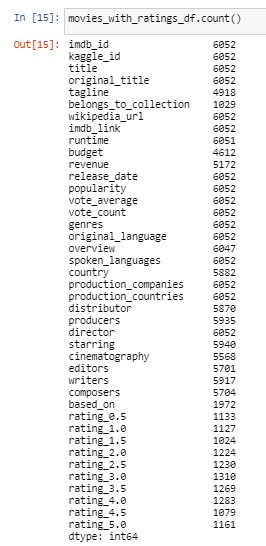 In [15]: movies_with_ratings_df.count()
Out[15]: imdb_id 6052
kaggle_id 6052
title 6052
original_title 6052
tagline 4918
belongs_to_collection 1029
wikipedia_url 6052
imdb_link 6052
runtime 6051
budget 4612
revenue 5172
release_date 6052
popularity 6052
vote_average 6052
vote_count 6052
genres 6052
original_language 6052
overview 6047
spoken_languages 6052
country 5882
production_companies 6052
production_countries 6052
distributor 5870
producers 5935
director 6052
starring 5940
cinematography 5568
editors 5701
writers 5917
composers 5704
based_on 1972
rating_0.5 1133
rating_1.0 1127
rating_1.5 1024
rating_2.0 1224
rating_2.5 1230
rating_3.0 1310
rating_3.5 1269
rating_4.0 1283
rating_4.5 1079
rating_5.0 1161
dtype: int64